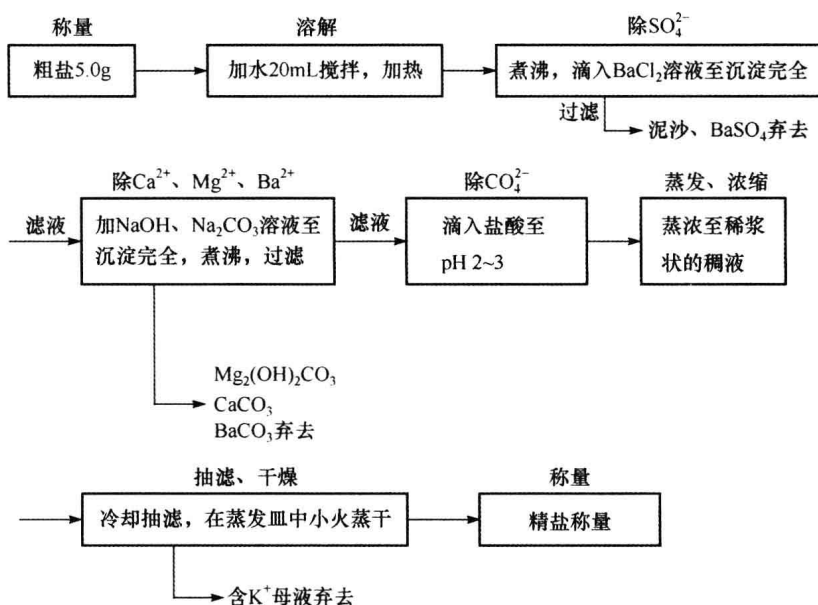 称量
溶解
除SO₄²⁻
粗盐5.0g
加水20mL搅拌，加热
煮沸，滴入BaCl₂溶液至沉淀完全
过滤
泥沙、BaSO₄弃去
除Ca²⁺、Mg²⁺、Ba²⁺
除CO₄²⁻
蒸发、浓缩
滤液
加NaOH、Na₂CO₃溶液至
沉淀完全，煮沸，过滤
滤液
滴入盐酸至
pH 2~3
蒸浓至稀浆
状的稠液
Mg₂(OH)₂CO₃
CaCO₃
BaCO₃弃去
抽滤、干燥
称量
冷却抽滤，在蒸发皿中小火蒸干
精盐称量
含K⁺母液弃去